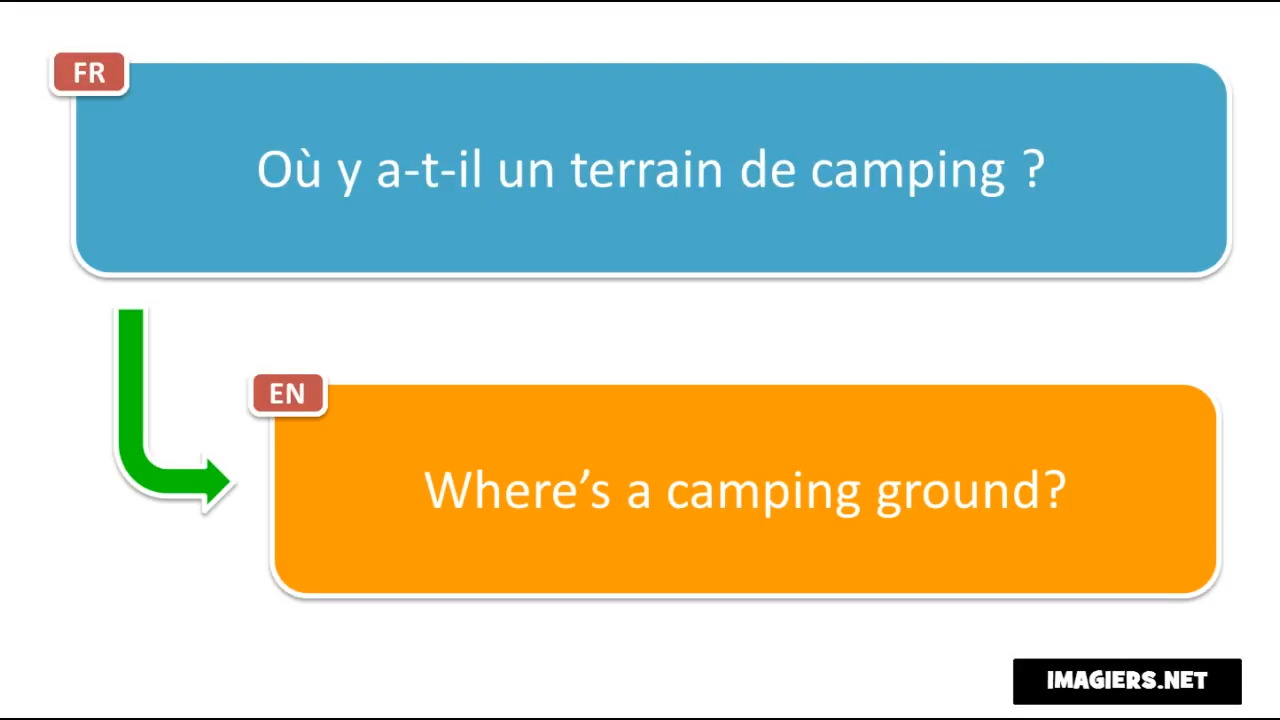 FR
Où y a-t-il un terrain de camping ?
EN
Where’s a camping ground?
IMAGIERS.NET